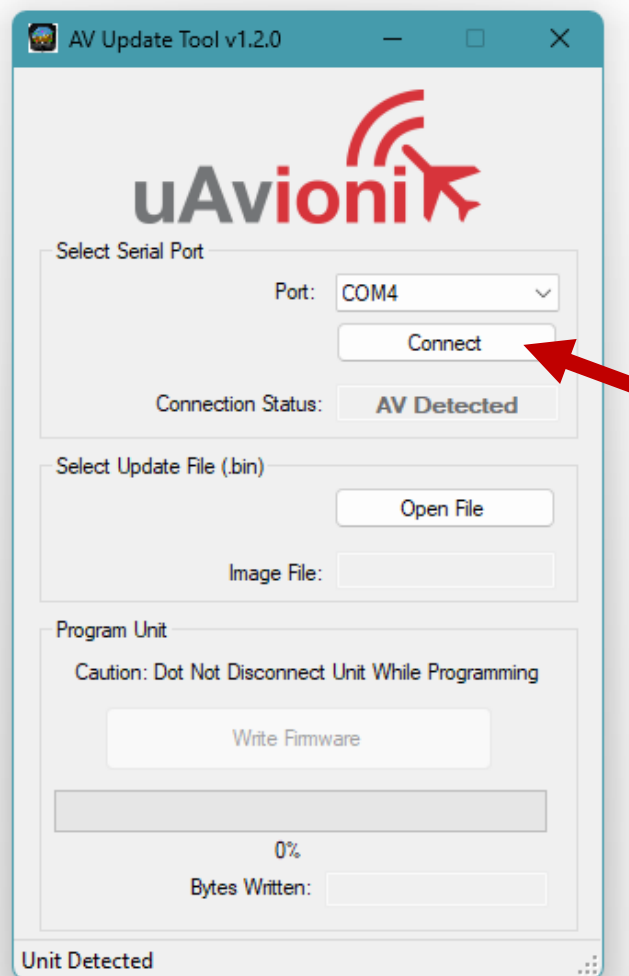 AV Update Tool v1.2.0
uAvionix
Select Serial Port
Port: COM4
Connect
Connection Status: AV Detected
Select Update File (.bin)
Open File
Image File:
Program Unit
Caution: Dot Not Disconnect Unit While Programming
Write Firmware
0%
Bytes Written:
Unit Detected